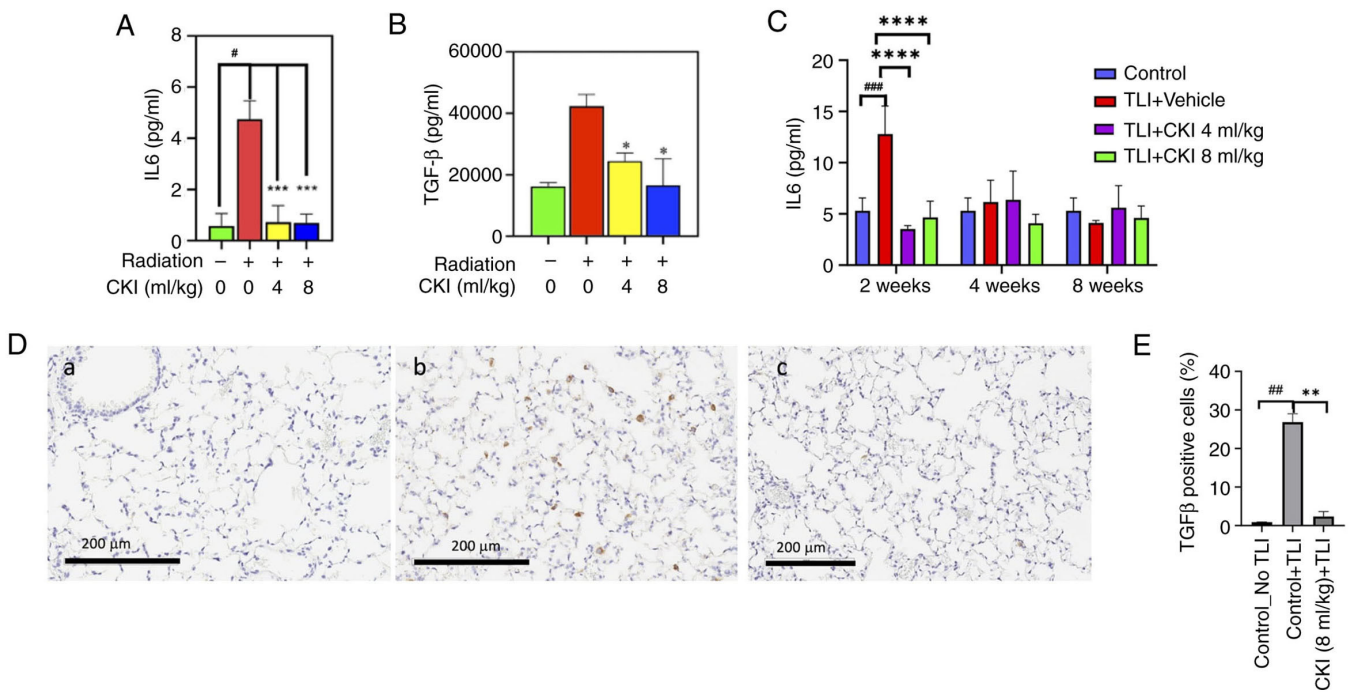 A
8
6
4
2
0
IL6 (pg/ml)
#
*** ***
Radiation − + + +
CKI (ml/kg) 0 0 4 8
B
60000
40000
20000
0
TGF-β (pg/ml)
* *
Radiation − + + +
CKI (ml/kg) 0 0 4 8
C
20
15
10
5
0
IL6 (pg/ml)
****
****
###
2 weeks 4 weeks 8 weeks
Control
TLI+Vehicle
TLI+CKI 4 ml/kg
TLI+CKI 8 ml/kg
D
a
200 µm
b
200 µm
c
200 µm
E
40
30
20
10
0
TGFβ positive cells (%)
## **
Control_No TLI
Control+TLI
CKI (8 ml/kg)+TLI